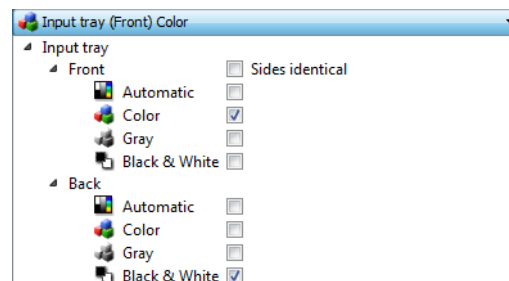 Input tray (Front) Color
Input tray
Front Sides identical
Automatic
Color
Gray
Black & White
Back
Automatic
Color
Gray
Black & White